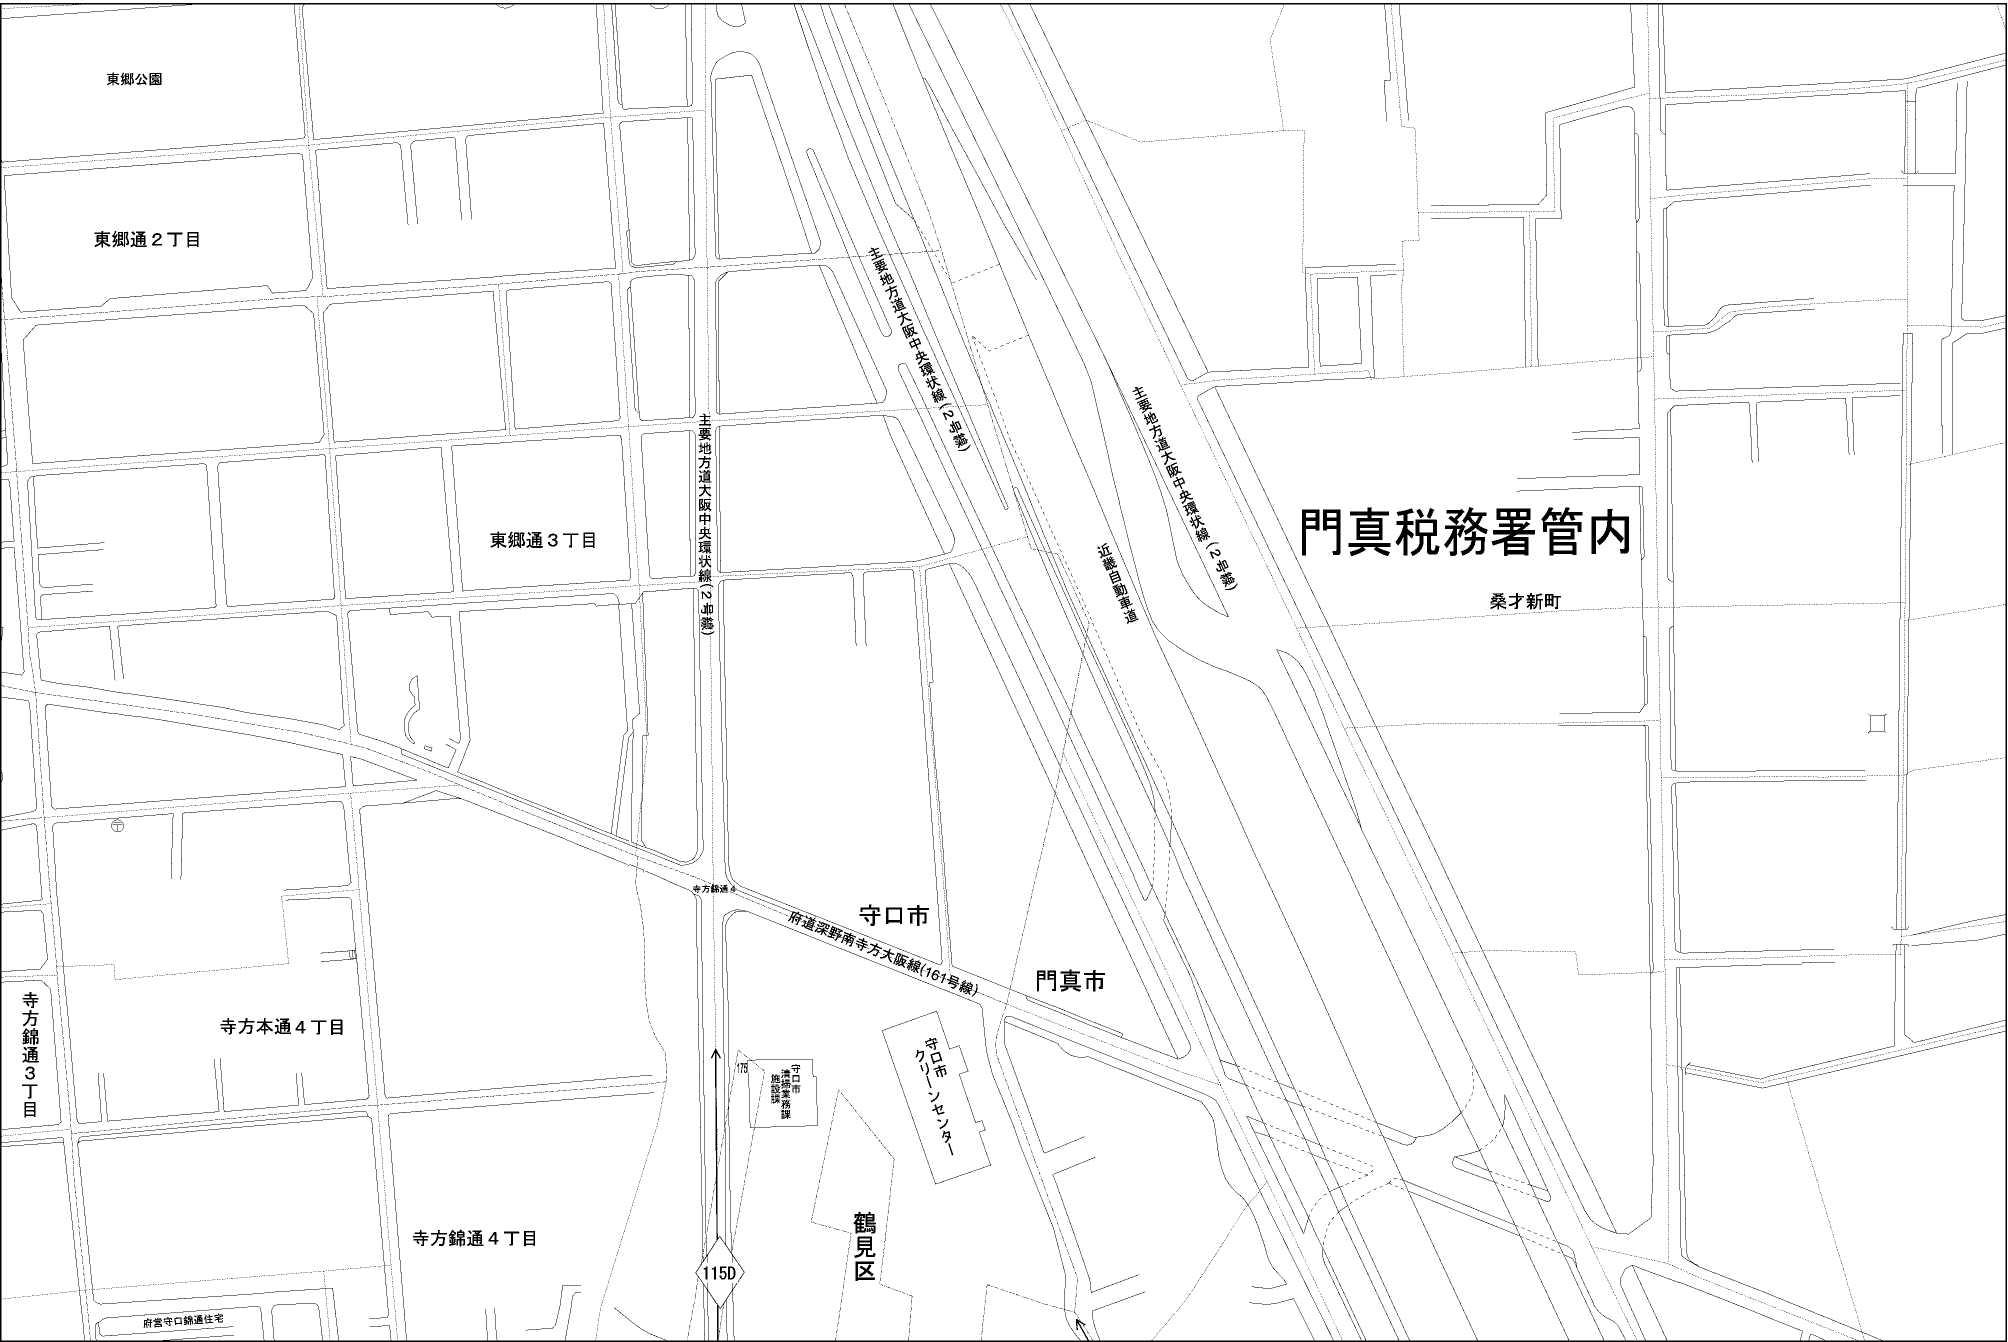 東郷公園
東郷通２丁目
主要地方道大阪中央環状線(２号線)
主要地方道大阪中央環状線(２号線)
主要地方道大阪中央環状線(２号線)
門真税務署管内
東郷通３丁目
近畿自動車道
桑才新町
寺方錦通４
守口市
府道深野南寺方大阪線(161号線)
門真市
寺方錦通３丁目
寺方本通４丁目
守口市
クリーンセンター
175
守口市
清掃業務課
施設課
鶴見区
寺方錦通４丁目
115D
府営守口錦通住宅